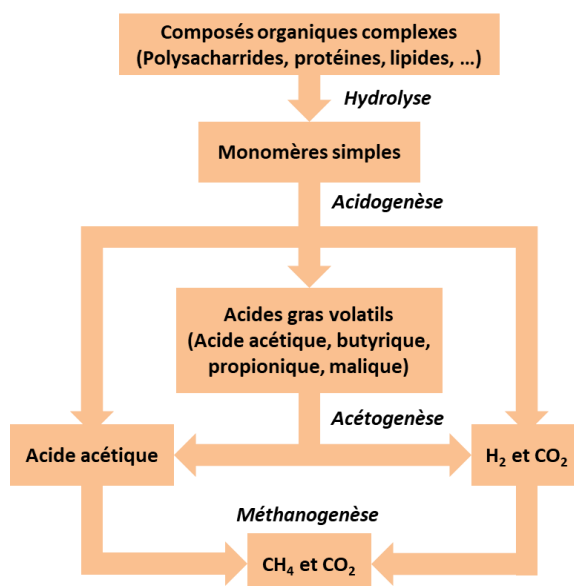 Composés organiques complexes
(Polysacharrides, protéines, lipides, …)
Hydrolyse
Monomères simples
Acidogenèse
Acides gras volatils
(Acide acétique, butyrique,
propionique, malique)
Acétogenèse
Acide acétique
H₂ et CO₂
Méthanogenèse
CH₄ et CO₂